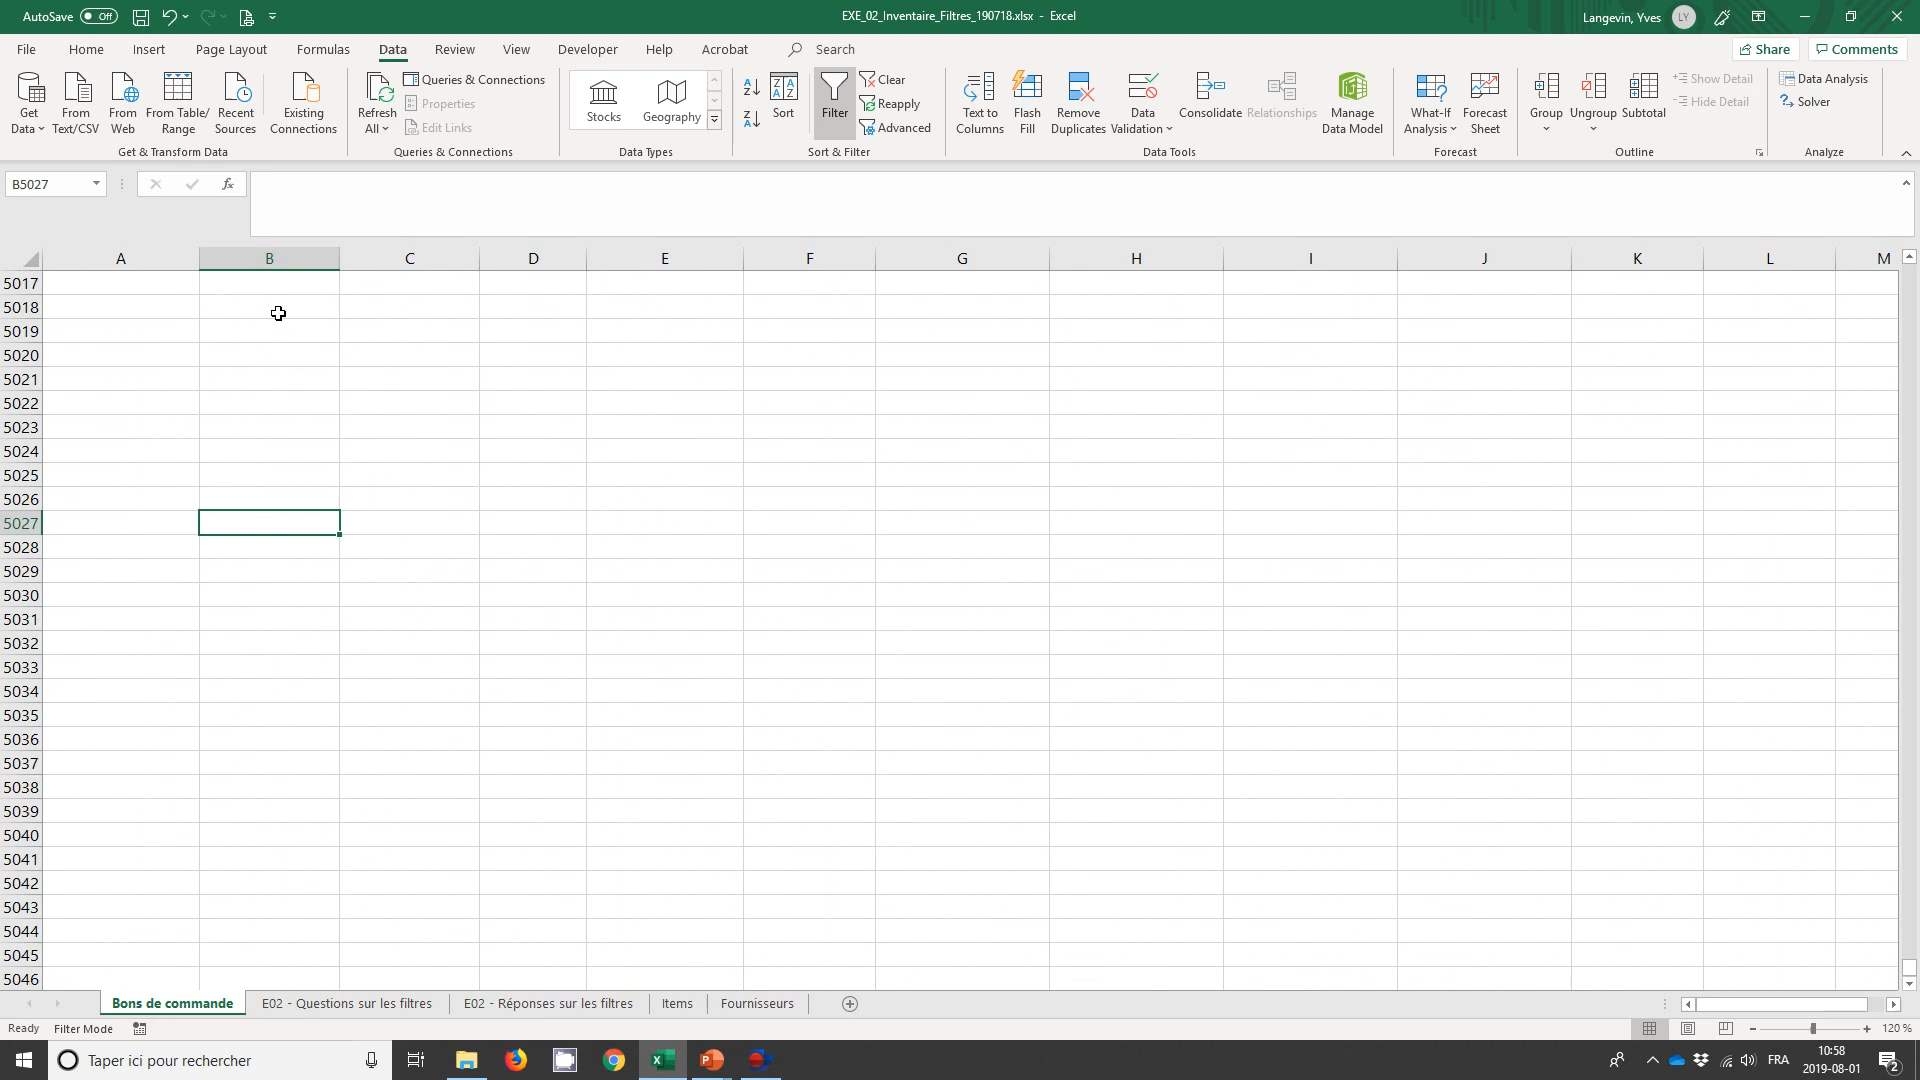 AutoSave Off EXE_02_Inventaire_Filtres_190718.xlsx - Excel Langevin, Yves LY
File Home Insert Page Layout Formulas Data Review View Developer Help Acrobat Search Share Comments
Get Data From Text/CSV From Web From Table/ Range Recent Sources Existing Connections
Get & Transform Data
Refresh All Queries & Connections
Properties
Edit Links
Queries & Connections
Stocks Geography
Data Types
Sort Filter Clear
Reapply
Advanced
Sort & Filter
Text to Columns Flash Fill Remove Duplicates Data Validation Consolidate Relationships Manage Data Model
Data Tools
What-If Analysis Forecast Sheet
Forecast
Group Ungroup Subtotal Show Detail
Hide Detail
Outline
Data Analysis
Solver
Analyze
B5027 fx
A B C D E F G H I J K L M
5017
5018
5019
5020
5021
5022
5023
5024
5025
5026
5027
5028
5029
5030
5031
5032
5033
5034
5035
5036
5037
5038
5039
5040
5041
5042
5043
5044
5045
5046
Bons de commande E02 - Questions sur les filtres E02 - Réponses sur les filtres Items Fournisseurs
Ready Filter Mode 120 %
Taper ici pour rechercher FRA 10:58
2019-08-01 2